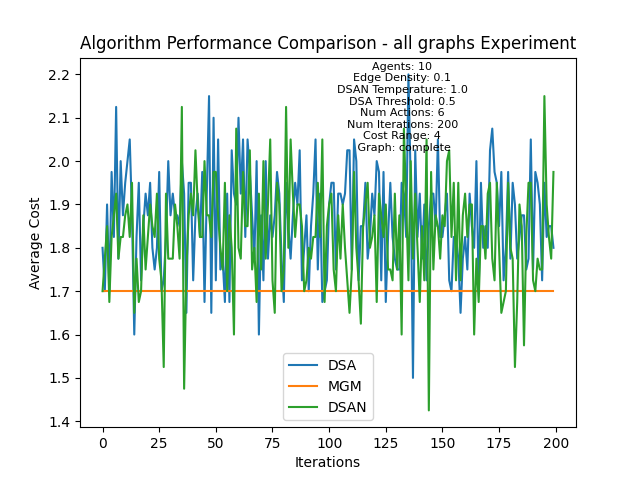 Algorithm Performance Comparison - all graphs Experiment
Agents: 10
Edge Density: 0.1
DSAN Temperature: 1.0
DSA Threshold: 0.5
Num Actions: 6
Num Iterations: 200
Cost Range: 4
Graph: complete
Average Cost
2.2
2.1
2.0
1.9
1.8
1.7
1.6
1.5
1.4
DSA
MGM
DSAN
0 25 50 75 100 125 150 175 200
Iterations